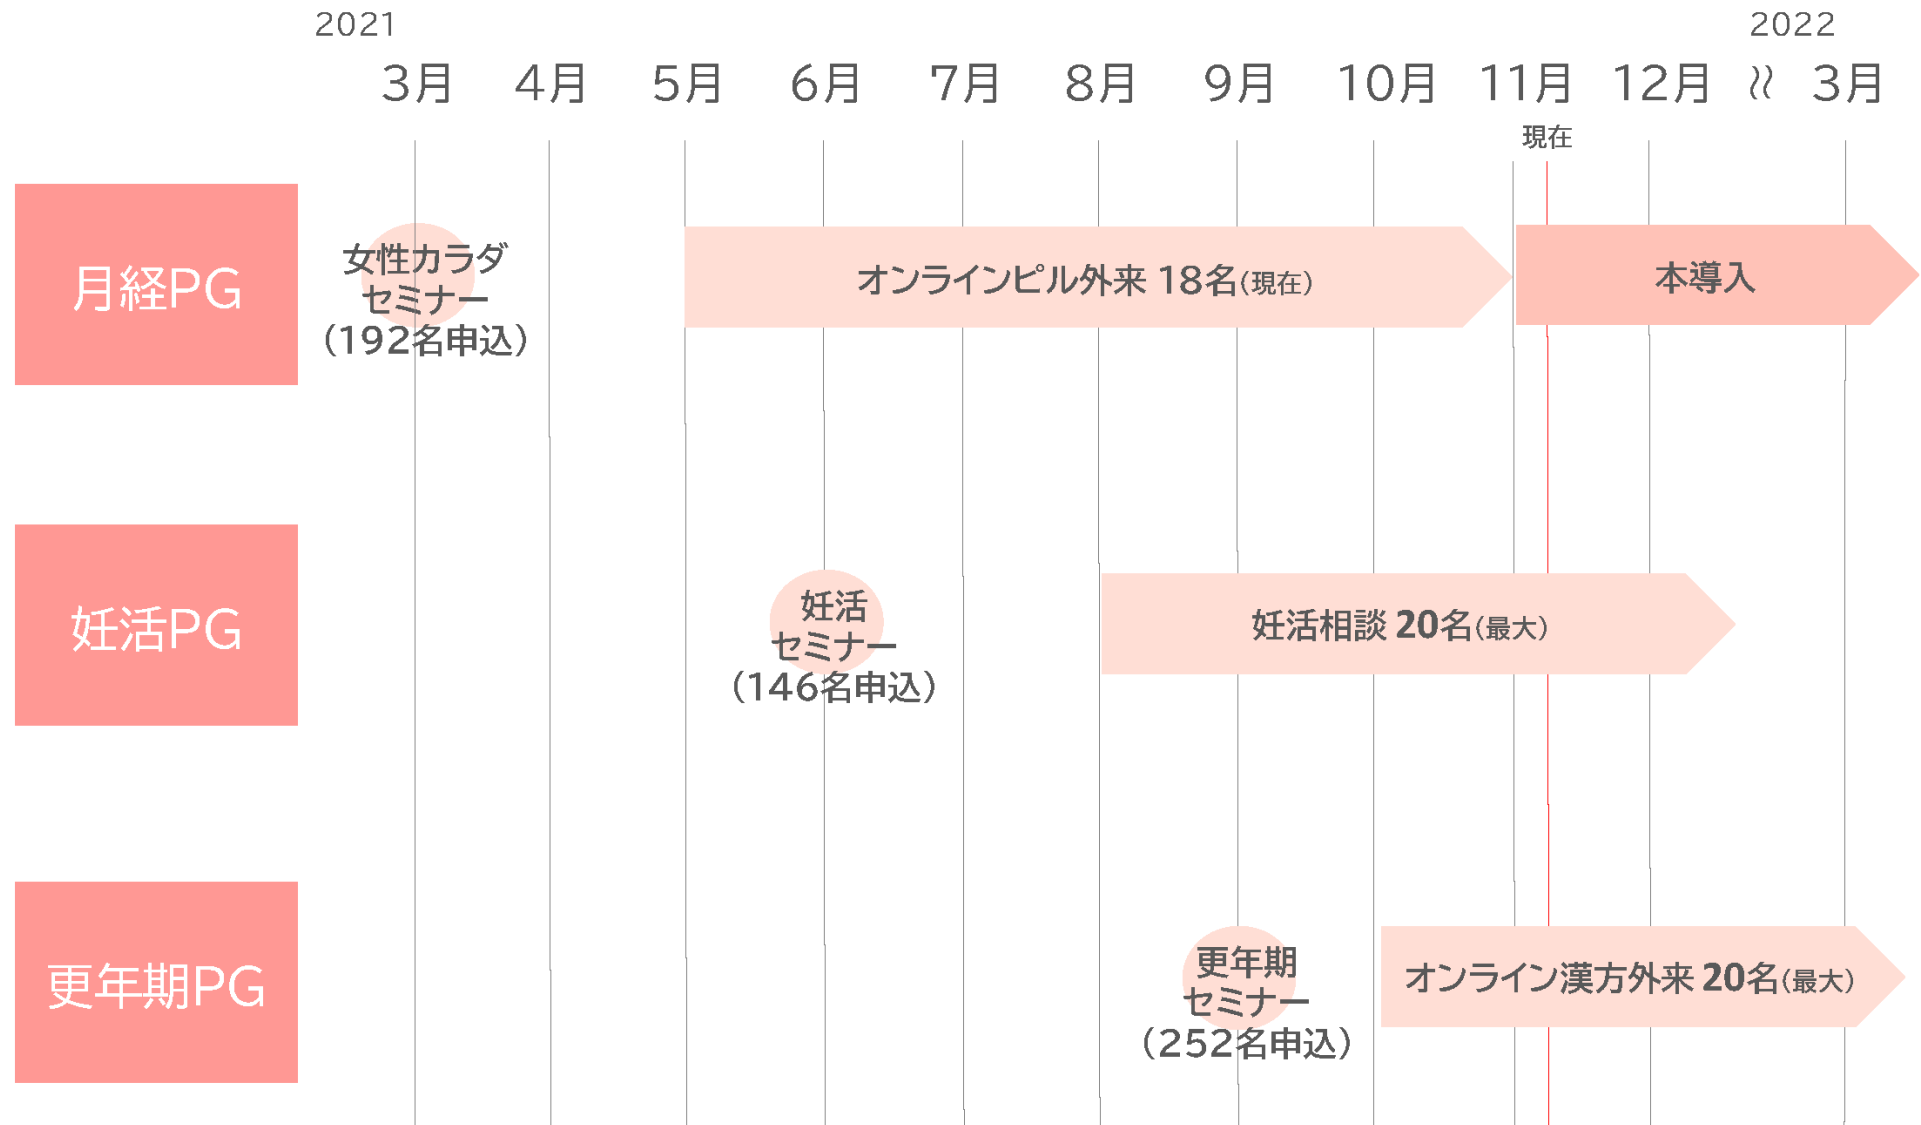 2021
2022
3月 4月 5月 6月 7月 8月 9月 10月 11月 12月 ≈ 3月
現在
月経PG
女性カラダ
セミナー
（192名申込）
オンラインピル外来 18名（現在）
本導入
妊活PG
妊活
セミナー
（146名申込）
妊活相談 20名（最大）
更年期PG
更年期
セミナー
（252名申込）
オンライン漢方外来 20名（最大）